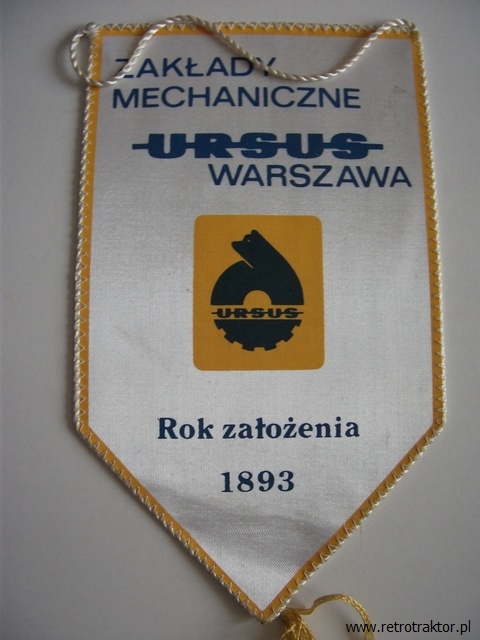 ZAKŁADY
MECHANICZNE
URSUS
WARSZAWA
URSUS
Rok założenia
1893
www.retrotraktor.pl